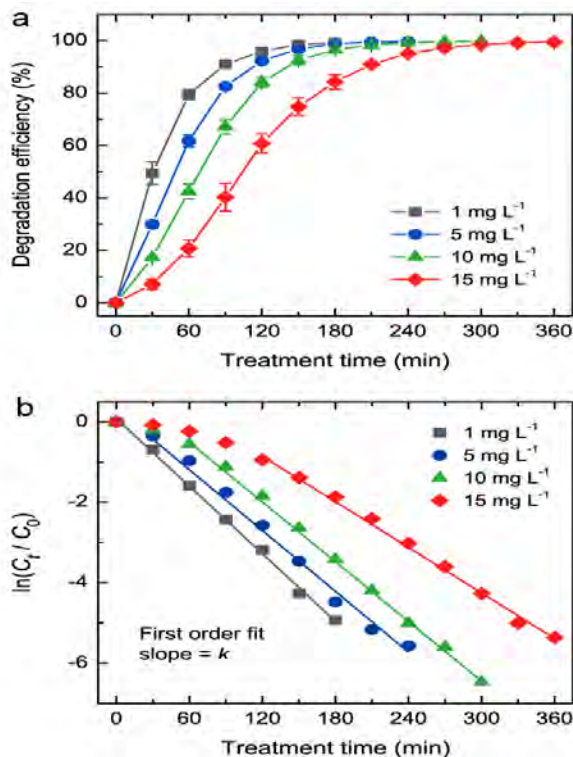 a
Degradation efficiency (%)
100
80
60
40
20
0
1 mg L⁻¹
5 mg L⁻¹
10 mg L⁻¹
15 mg L⁻¹
0 60 120 180 240 300 360
Treatment time (min)
b
ln(Cₜ / C₀)
0
-2
-4
-6
1 mg L⁻¹
5 mg L⁻¹
10 mg L⁻¹
15 mg L⁻¹
First order fit
slope = k
0 60 120 180 240 300 360
Treatment time (min)